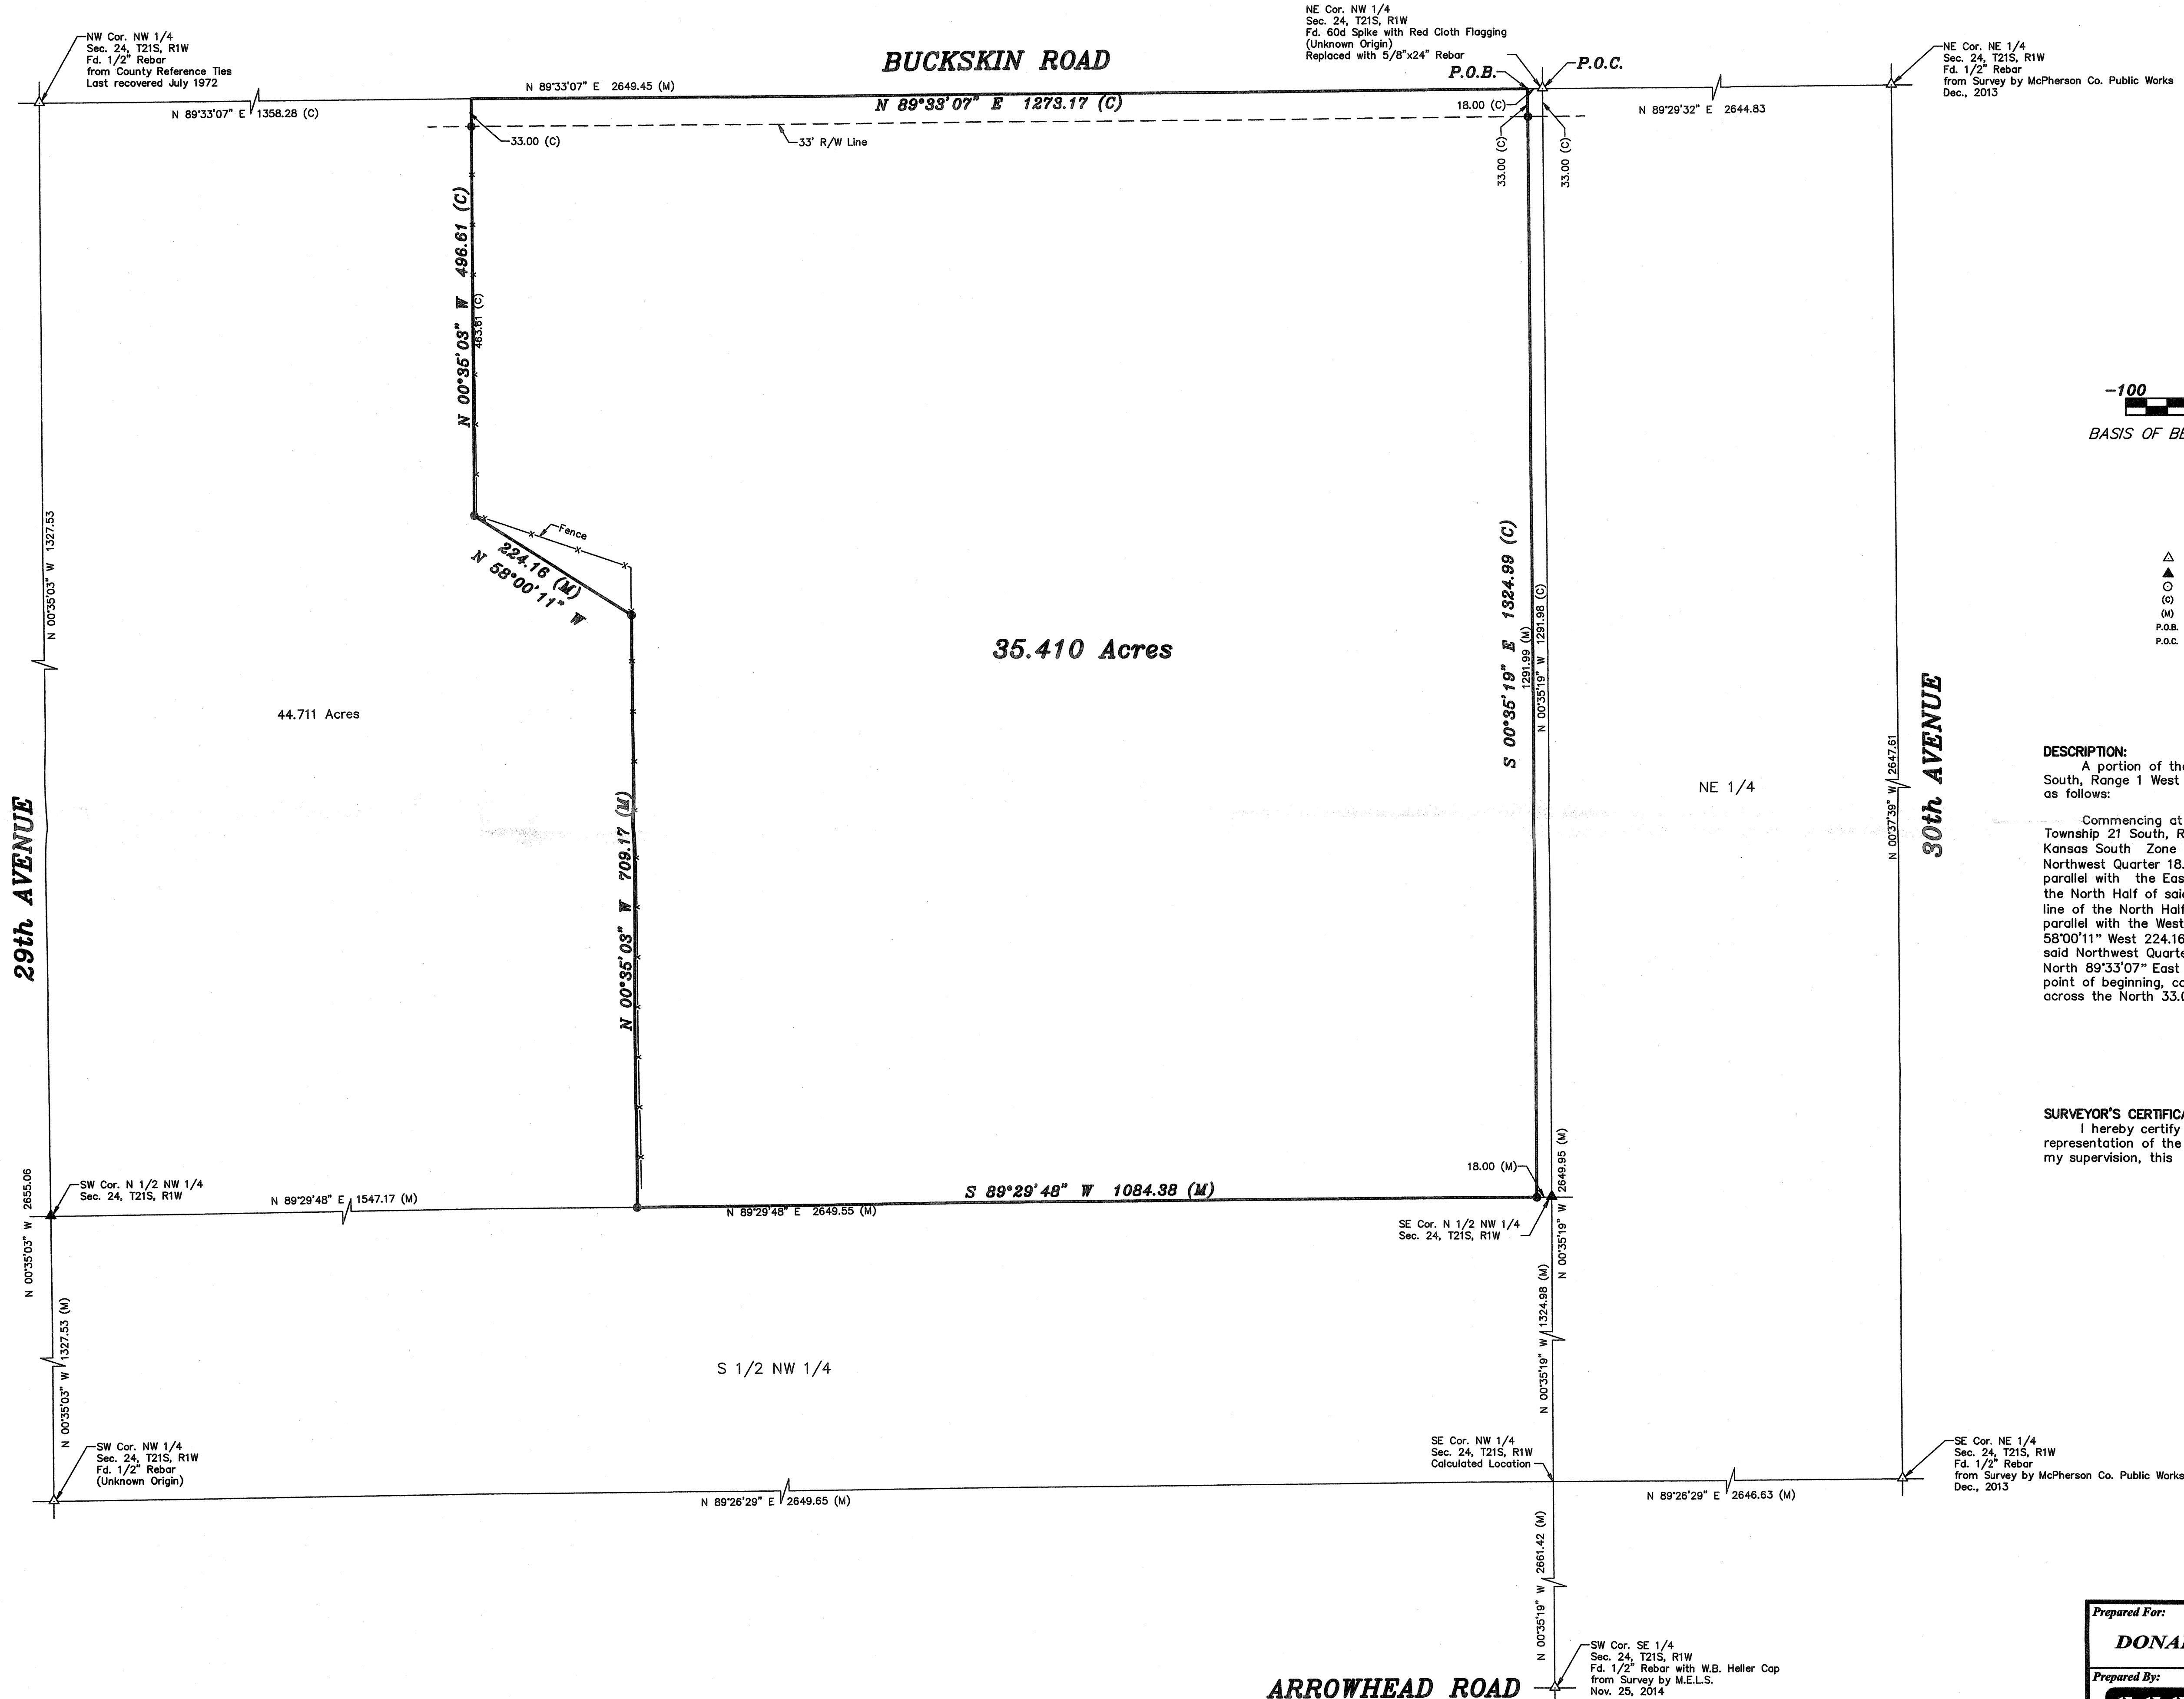 NW Cor. NW 1/4
Sec. 24, T21S, R1W
Fd. 1/2" Rebar
from County Reference Ties
Last recovered July 1972
BUCKSKIN ROAD
NE Cor. NW 1/4
Sec. 24, T21S, R1W
Fd. 60d Spike with Red Cloth Flagging
(Unknown Origin)
Replaced with 5/8"x24" Rebar
P.O.B.
P.O.C.
NE Cor. NE 1/4
Sec. 24, T21S, R1W
Fd. 1/2" Rebar
from Survey by McPherson Co. Public Works
Dec., 2013
N 89°33'07" E 2649.45 (M)
N 89°33'07" E 1273.17 (C)
N 89°33'07" E 1358.28 (C)
18.00 (C)
N 89°29'32" E 2644.83
33.00 (C)
33' R/W Line
33.00 (C)
33.00 (C)
N 00°35'03" W 496.61 (C)
463.61 (C)
-100
BASIS OF BE
N 00°35'03" W 1327.53
Fence
224.16 (M)
N 58°00'11" W
S 00°35'19" E 1324.99 (C)
1291.99 (M)
N 00°35'19" W 1291.98 (C)
(C)
(M)
P.O.B.
P.O.C.
35.410 Acres
44.711 Acres
NE 1/4
N 00°37'39" W 2647.61
30th AVENUE
29th AVENUE
N 00°35'03" W 709.17 (M)
DESCRIPTION:
A portion of the
South, Range 1 West
as follows:
Commencing at
Township 21 South, R
Kansas South Zone
Northwest Quarter 18.
parallel with the Eas
the North Half of said
line of the North Half
parallel with the West
58°00'11" West 224.16
said Northwest Quarte
North 89°33'07" East
point of beginning, co
across the North 33.0
SURVEYOR'S CERTIFICA
I hereby certify
representation of the
my supervision, this
SW Cor. N 1/2 NW 1/4
Sec. 24, T21S, R1W
N 00°35'03" W 2655.06
N 89°29'48" E 1547.17 (M)
S 89°29'48" W 1084.38 (M)
N 89°29'48" E 2649.55 (M)
18.00 (M)
SE Cor. N 1/2 NW 1/4
Sec. 24, T21S, R1W
N 00°35'19" W 2649.95 (M)
N 00°35'19" W 1324.98 (M)
N 00°35'03" W 1327.53 (M)
S 1/2 NW 1/4
SW Cor. NW 1/4
Sec. 24, T21S, R1W
Fd. 1/2" Rebar
(Unknown Origin)
SE Cor. NW 1/4
Sec. 24, T21S, R1W
Calculated Location
SE Cor. NE 1/4
Sec. 24, T21S, R1W
Fd. 1/2" Rebar
from Survey by McPherson Co. Public Works
Dec., 2013
N 89°26'29" E 2649.65 (M)
N 89°26'29" E 2646.63 (M)
N 00°35'19" W 2661.42 (M)
ARROWHEAD ROAD
SW Cor. SE 1/4
Sec. 24, T21S, R1W
Fd. 1/2" Rebar with W.B. Heller Cap
from Survey by M.E.L.S.
Nov. 25, 2014
Prepared For:
DONA
Prepared By: